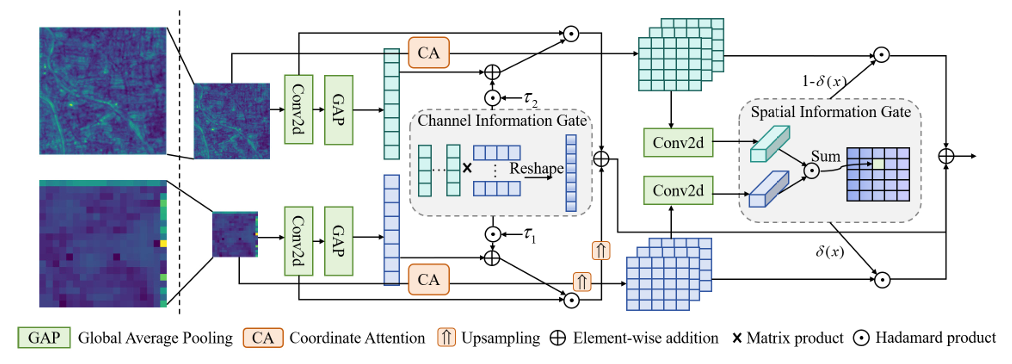 CA
1-δ(x)
Conv2d
GAP
τ₂
Channel Information Gate
Reshape
Conv2d
Spatial Information Gate
Sum
Conv2d
Conv2d
GAP
τ₁
δ(x)
CA
GAP Global Average Pooling CA Coordinate Attention ⇑ Upsampling ⊕ Element-wise addition × Matrix product ⊙ Hadamard product